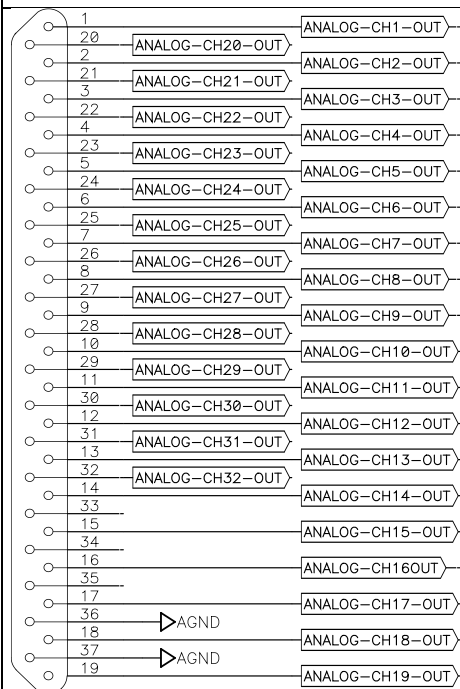 1 ANALOG-CH1-OUT
20 ANALOG-CH20-OUT
2 ANALOG-CH2-OUT
21 ANALOG-CH21-OUT
3 ANALOG-CH3-OUT
22 ANALOG-CH22-OUT
4 ANALOG-CH4-OUT
23 ANALOG-CH23-OUT
5 ANALOG-CH5-OUT
24 ANALOG-CH24-OUT
6 ANALOG-CH6-OUT
25 ANALOG-CH25-OUT
7 ANALOG-CH7-OUT
26 ANALOG-CH26-OUT
8 ANALOG-CH8-OUT
27 ANALOG-CH27-OUT
9 ANALOG-CH9-OUT
28 ANALOG-CH28-OUT
10 ANALOG-CH10-OUT
29 ANALOG-CH29-OUT
11 ANALOG-CH11-OUT
30 ANALOG-CH30-OUT
12 ANALOG-CH12-OUT
31 ANALOG-CH31-OUT
13 ANALOG-CH13-OUT
32 ANALOG-CH32-OUT
14 ANALOG-CH14-OUT
33
15 ANALOG-CH15-OUT
34
16 ANALOG-CH16OUT
35
17 ANALOG-CH17-OUT
36 AGND
18 ANALOG-CH18-OUT
37 AGND
19 ANALOG-CH19-OUT